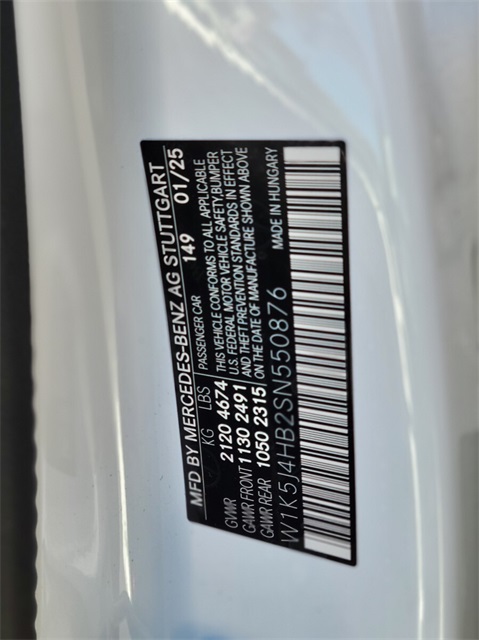 MFD BY MERCEDES-BENZ AG STUTTGART
149 01/25
KG LBS PASSENGER CAR
GVWR 2120 4674
GAWR FRONT 1130 2491
GAWR REAR 1050 2315
THIS VEHICLE CONFORMS TO ALL APPLICABLE
U.S. FEDERAL MOTOR VEHICLE SAFETY, BUMPER
AND THEFT PREVENTION STANDARDS IN EFFECT
ON THE DATE OF MANUFACTURE SHOWN ABOVE
MADE IN HUNGARY
W1K5J4HB2SN550876